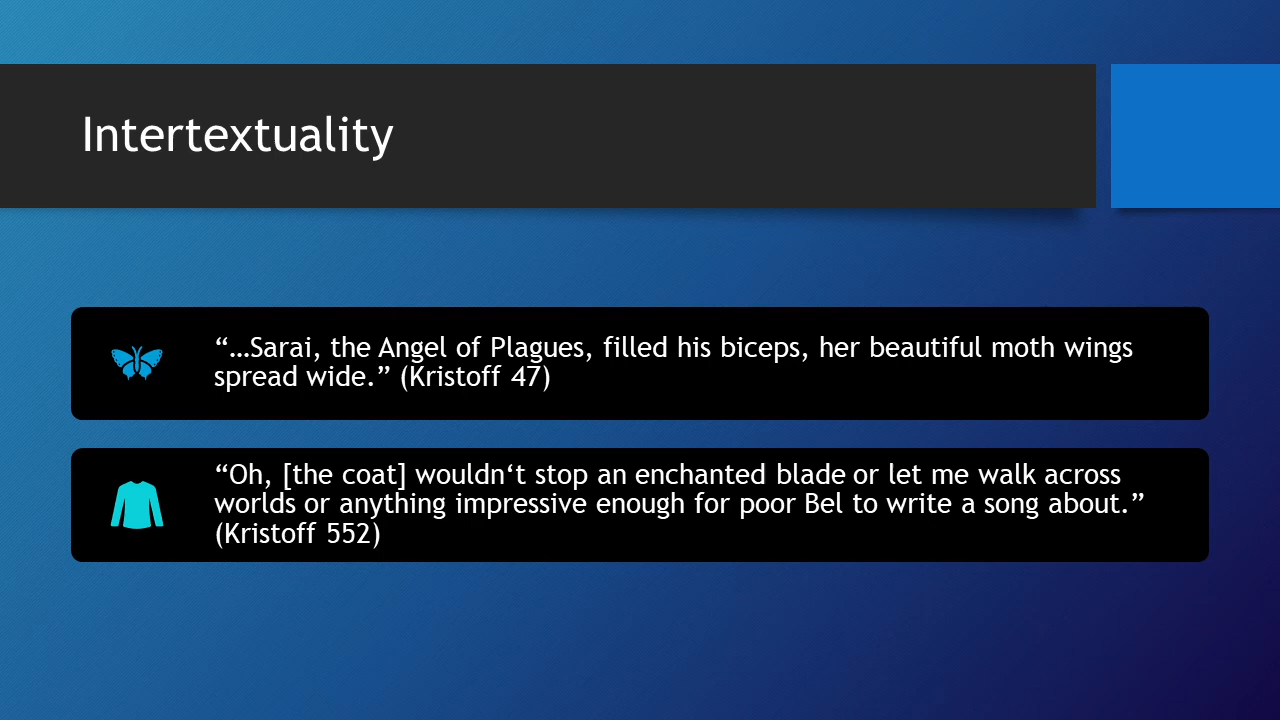 Intertextuality
“…Sarai, the Angel of Plagues, filled his biceps, her beautiful moth wings
spread wide.” (Kristoff 47)
“Oh, [the coat] wouldn‘t stop an enchanted blade or let me walk across
worlds or anything impressive enough for poor Bel to write a song about.”
(Kristoff 552)